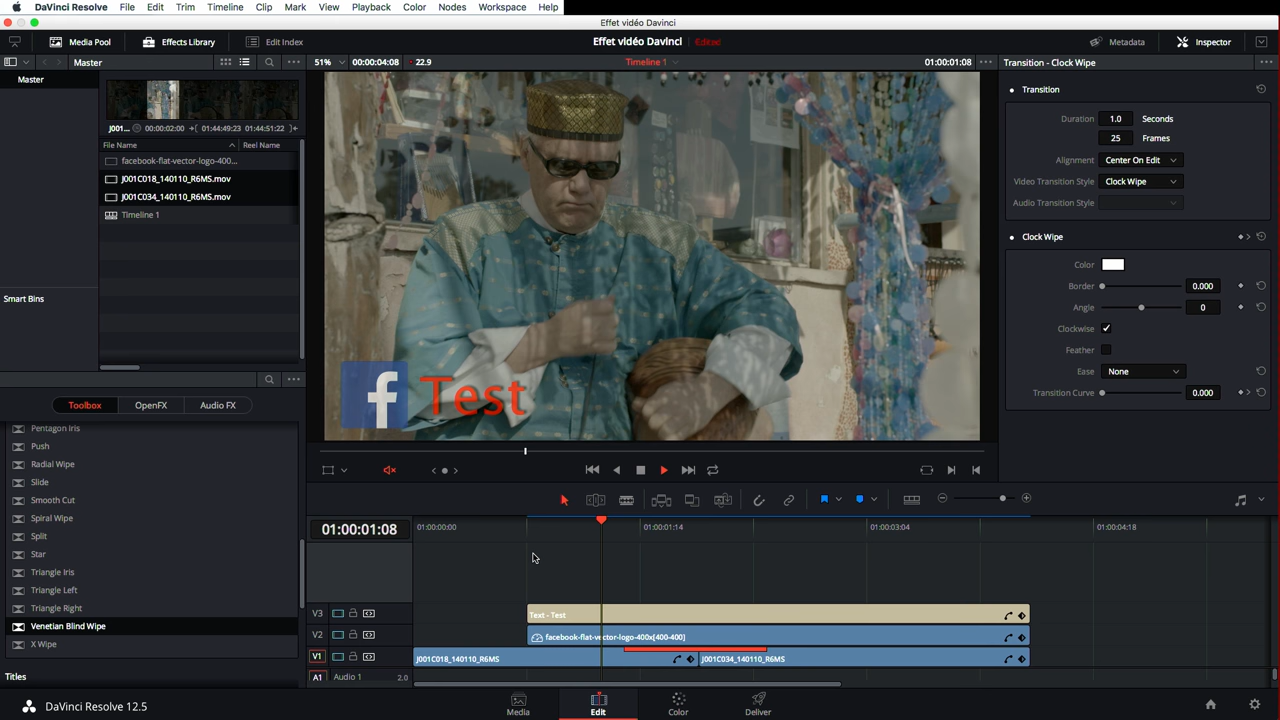 DaVinci Resolve File Edit Trim Timeline Clip Mark View Playback Color Nodes Workspace Help
Effet vidéo Davinci
Media Pool Effects Library Edit Index Effet vidéo Davinci Edited Metadata Inspector
Master 51% 00:00:04:08 22.9 Timeline 1 01:00:01:08 Transition - Clock Wipe
Master
J001... 00:00:02:00 01:44:49:23 01:44:51:22
File Name Reel Name
facebook-flat-vector-logo-400...
J001C018_140110_R6MS.mov
J001C034_140110_R6MS.mov
Timeline 1
Smart Bins
Toolbox OpenFX Audio FX
Pentagon Iris
Push
Radial Wipe
Slide
Smooth Cut
Spiral Wipe
Split
Star
Triangle Iris
Triangle Left
Triangle Right
Venetian Blind Wipe
X Wipe
Titles
f Test
Transition
Duration 1.0 Seconds
25 Frames
Alignment Center On Edit
Video Transition Style Clock Wipe
Audio Transition Style
Clock Wipe
Color
Border 0.000
Angle 0
Clockwise
Feather
Ease None
Transition Curve 0.000
01:00:01:08 01:00:00:00 01:00:01:14 01:00:03:04 01:00:04:18
V3 Text - Test
V2 facebook-flat-vector-logo-400x[400-400]
V1 J001C018_140110_R6MS J001C034_140110_R6MS
A1 Audio 1 2.0
DaVinci Resolve 12.5 Media Edit Color Deliver